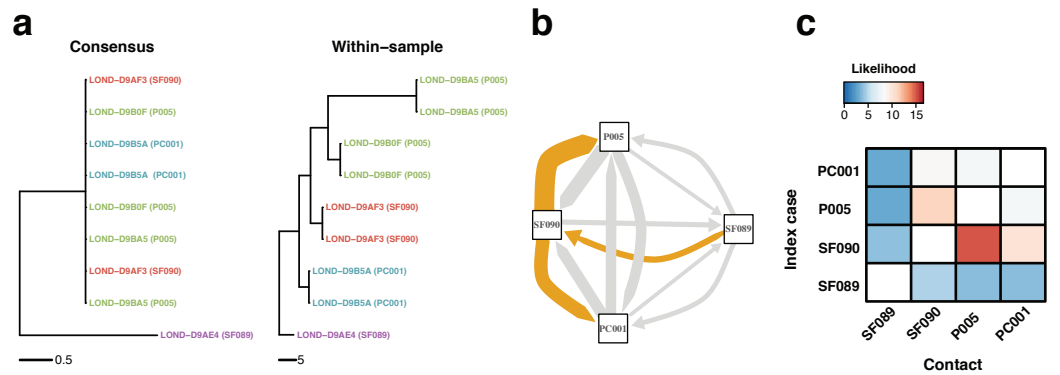 a
Consensus
LOND-D9AF3 (SF090)
LOND-D9B0F (P005)
LOND-D9B5A (PC001)
LOND-D9B5A (PC001)
LOND-D9B0F (P005)
LOND-D9BA5 (P005)
LOND-D9AF3 (SF090)
LOND-D9BA5 (P005)
LOND-D9AE4 (SF089)
0.5
Within-sample
LOND-D9BA5 (P005)
LOND-D9BA5 (P005)
LOND-D9B0F (P005)
LOND-D9B0F (P005)
LOND-D9AF3 (SF090)
LOND-D9AF3 (SF090)
LOND-D9B5A (PC001)
LOND-D9B5A (PC001)
LOND-D9AE4 (SF089)
5
b
P005
SF090
SF089
PC001
c
Likelihood
0 5 10 15
Index case
PC001
P005
SF090
SF089
SF089 SF090 P005 PC001
Contact